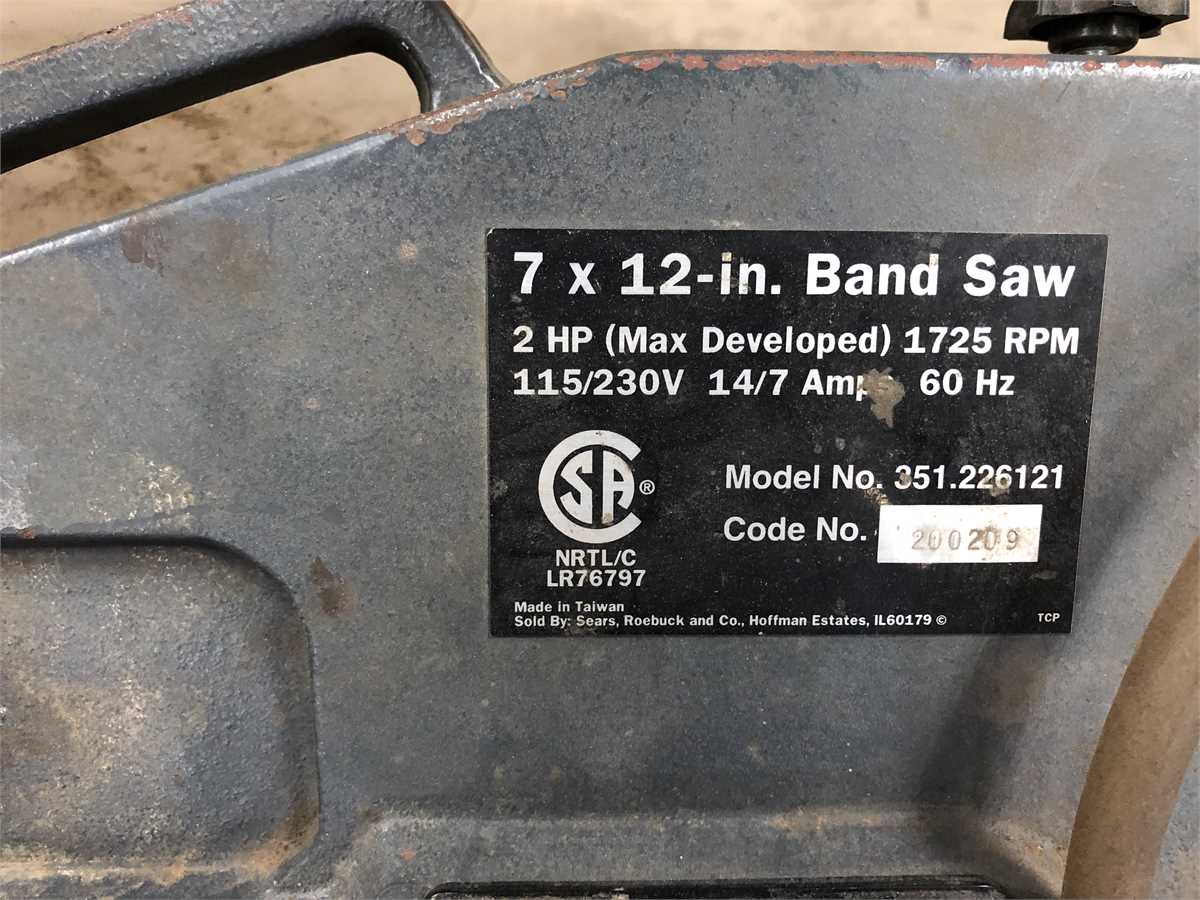 7 x 12-in. Band Saw
2 HP (Max Developed) 1725 RPM
115/230V 14/7 Amps 60 Hz
CSA®
NRTL/C
LR76797
Model No. 351.226121
Code No. 200209
Made in Taiwan
Sold By: Sears, Roebuck and Co., Hoffman Estates, IL60179 ©
TCP